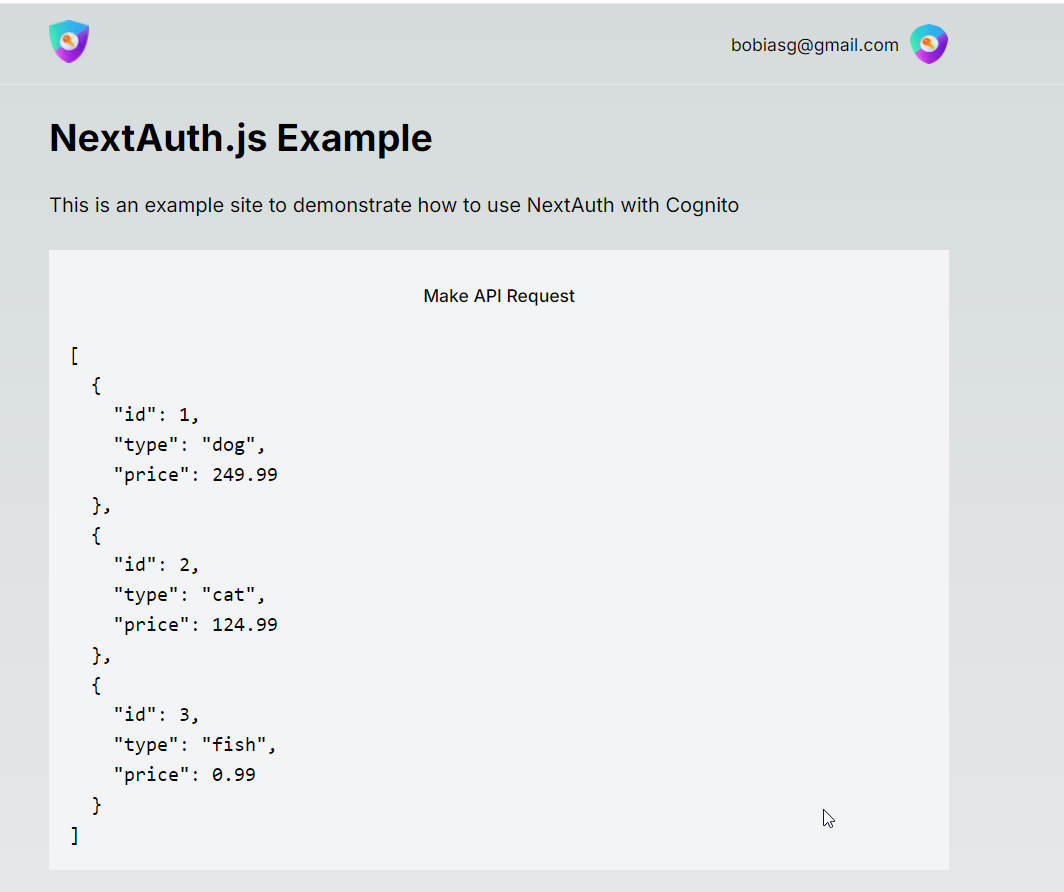 bobiasg@gmail.com
NextAuth.js Example
This is an example site to demonstrate how to use NextAuth with Cognito
Make API Request
[
  {
    "id": 1,
    "type": "dog",
    "price": 249.99
  },
  {
    "id": 2,
    "type": "cat",
    "price": 124.99
  },
  {
    "id": 3,
    "type": "fish",
    "price": 0.99
  }
]